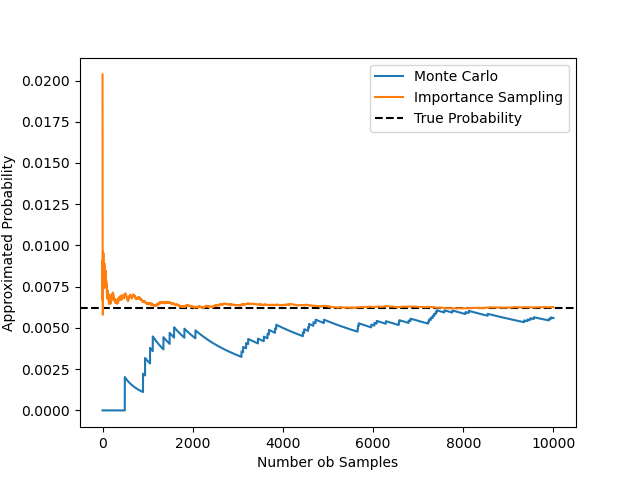 0.0200
0.0175
0.0150
0.0125
0.0100
0.0075
0.0050
0.0025
0.0000
Approximated Probability
0 2000 4000 6000 8000 10000
Number ob Samples
Monte Carlo
Importance Sampling
True Probability